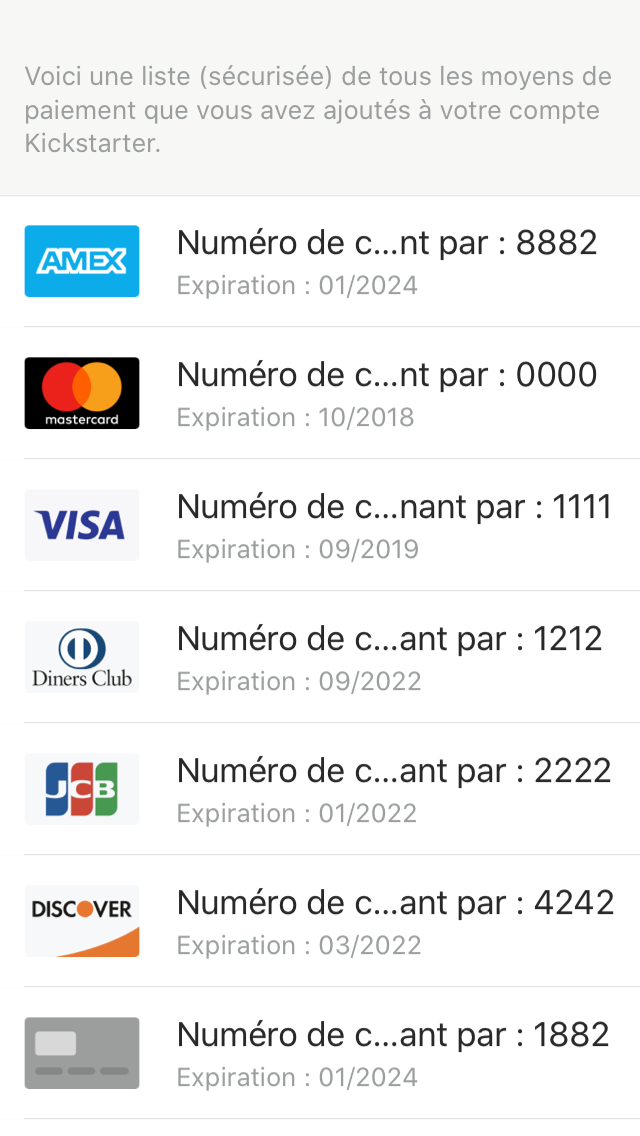 Voici une liste (sécurisée) de tous les moyens de
paiement que vous avez ajoutés à votre compte
Kickstarter.
AMEX
Numéro de c...nt par : 8882
Expiration : 01/2024
mastercard
Numéro de c...nt par : 0000
Expiration : 10/2018
VISA
Numéro de c...nant par : 1111
Expiration : 09/2019
Diners Club
Numéro de c...ant par : 1212
Expiration : 09/2022
JCB
Numéro de c...ant par : 2222
Expiration : 01/2022
DISCOVER
Numéro de c...ant par : 4242
Expiration : 03/2022
Numéro de c...ant par : 1882
Expiration : 01/2024